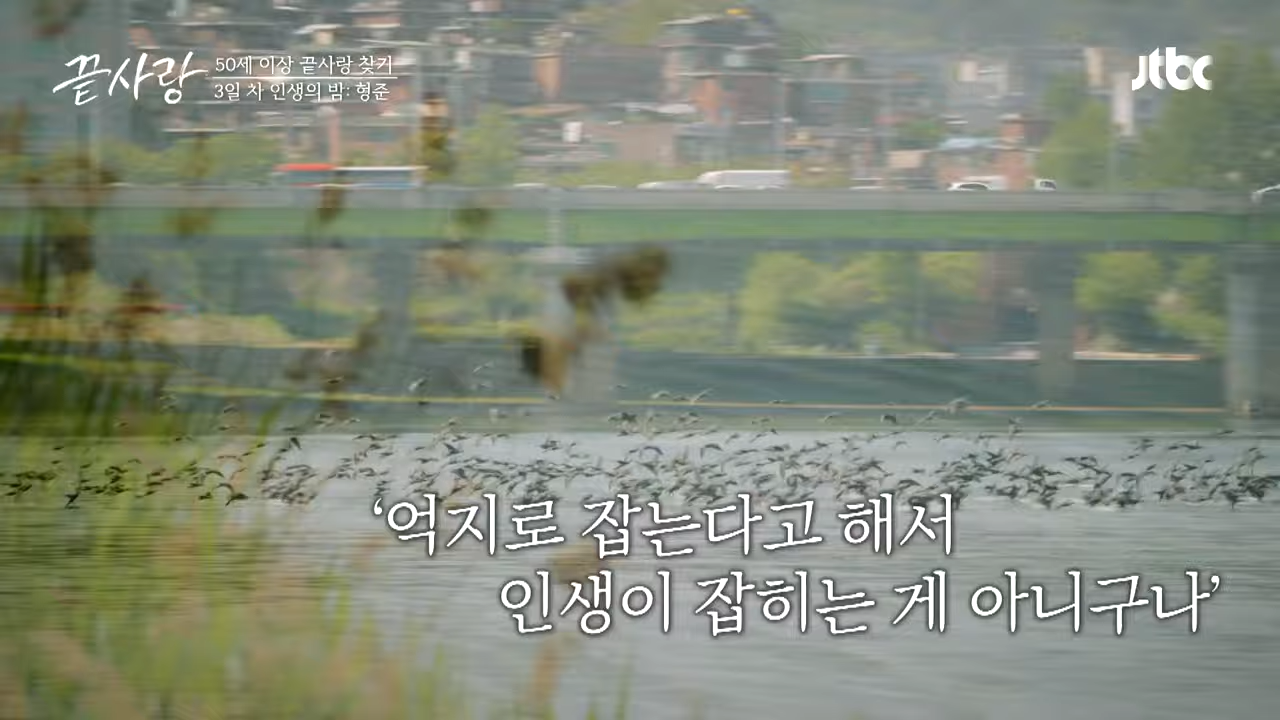 끝사랑
50세 이상 끝사랑 찾기
3일 차 인생의 밤: 형준
jtbc
‘억지로 잡는다고 해서
인생이 잡히는 게 아니구나’